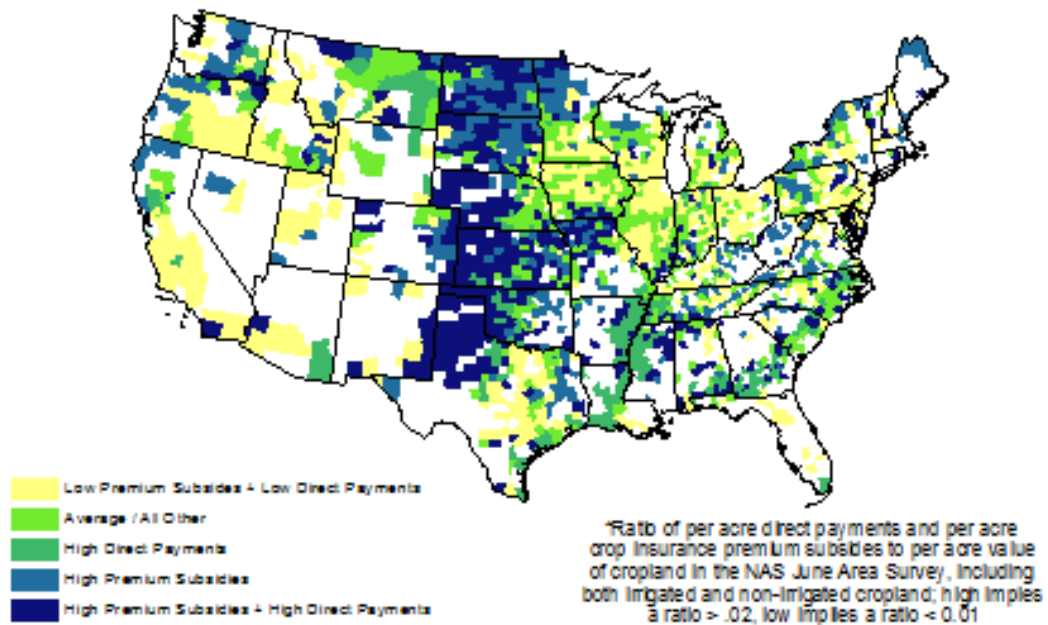 Low Premium Subsides + Low Direct Payments
Average / All Other
High Direct Payments
High Premium Subsidies
High Premium Subsidies + High Direct Payments
*Ratio of per acre direct payments and per acre
crop insurance premium subsides to per acre value
of cropland in the NAS June Area Survey, including
both irrigated and non-irrigated cropland; high implies
a ratio > .02, low implies a ratio < 0.01